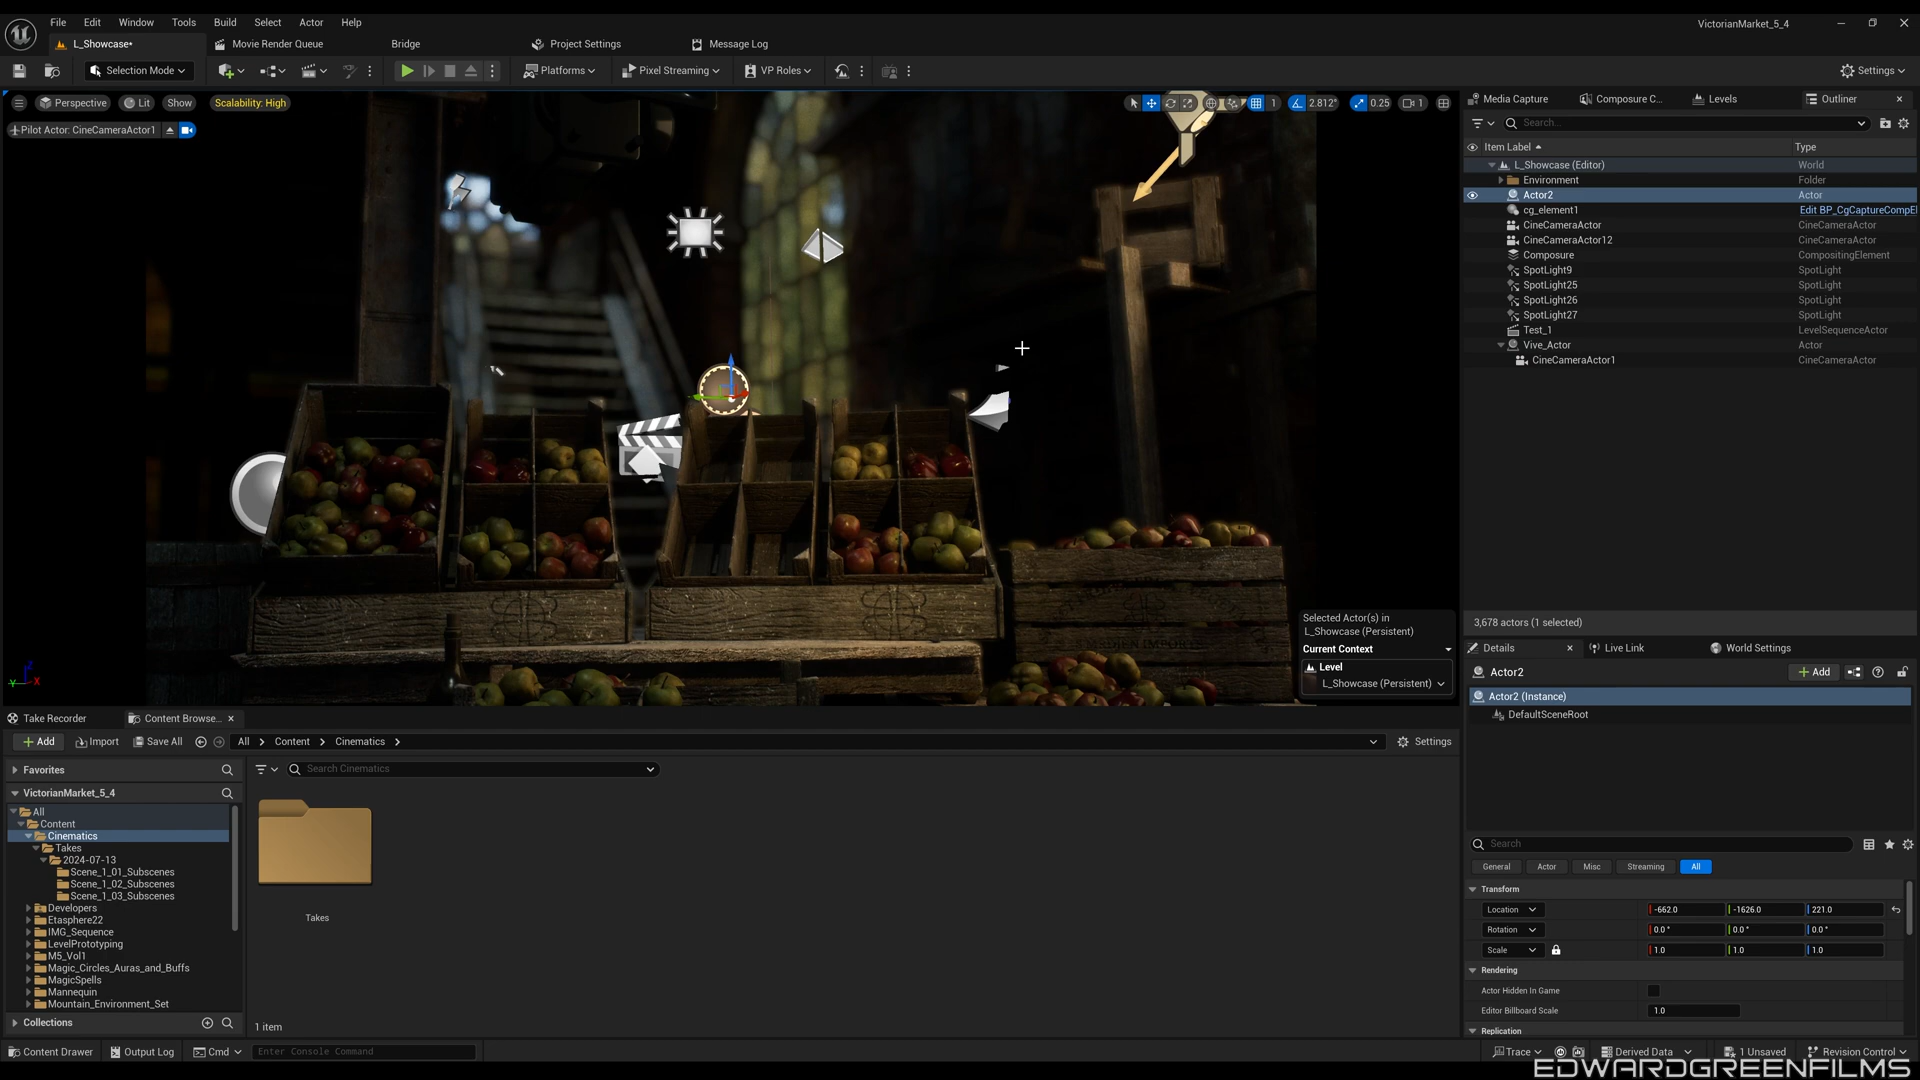 File Edit Window Tools Build Select Actor Help
VictorianMarket_5_4
L_Showcase*
Movie Render Queue
Bridge
Project Settings
Message Log
Selection Mode
Platforms
Pixel Streaming
VP Roles
Settings
Perspective
Lit
Show
Scalability: High
1
2.812°
0.25
1
Pilot Actor: CineCameraActor1
Selected Actor(s) in
L_Showcase (Persistent)
Current Context
Level
L_Showcase (Persistent)
Media Capture
Composure C...
Levels
Outliner
Search...
Item Label
Type
L_Showcase (Editor) World
Environment Folder
Actor2 Actor
cg_element1 Edit BP_CgCaptureCompEl
CineCameraActor CineCameraActor
CineCameraActor12 CineCameraActor
Composure CompositingElement
SpotLight9 SpotLight
SpotLight25 SpotLight
SpotLight26 SpotLight
SpotLight27 SpotLight
Test_1 LevelSequenceActor
Vive_Actor Actor
CineCameraActor1 CineCameraActor
3,678 actors (1 selected)
Details
Live Link
World Settings
Actor2
Add
Actor2 (Instance)
DefaultSceneRoot
Search
General Actor Misc Streaming All
Transform
Location -662.0 -1626.0 221.0
Rotation 0.0 ° 0.0 ° 0.0 °
Scale 1.0 1.0 1.0
Rendering
Actor Hidden In Game
Editor Billboard Scale 1.0
Replication
Take Recorder
Content Browse...
Add
Import
Save All
All Content Cinematics
Settings
Favorites
VictorianMarket_5_4
All
Content
Cinematics
Takes
2024-07-13
Scene_1_01_Subscenes
Scene_1_02_Subscenes
Scene_1_03_Subscenes
Developers
Etasphere22
IMG_Sequence
LevelPrototyping
M5_Vol1
Magic_Circles_Auras_and_Buffs
MagicSpells
Mannequin
Mountain_Environment_Set
Collections
Search Cinematics
Takes
1 item
Content Drawer
Output Log
Cmd
Enter Console Command
Trace
Derived Data
1 Unsaved
Revision Control
EDWARDGREENFILMS
X
Y
Z